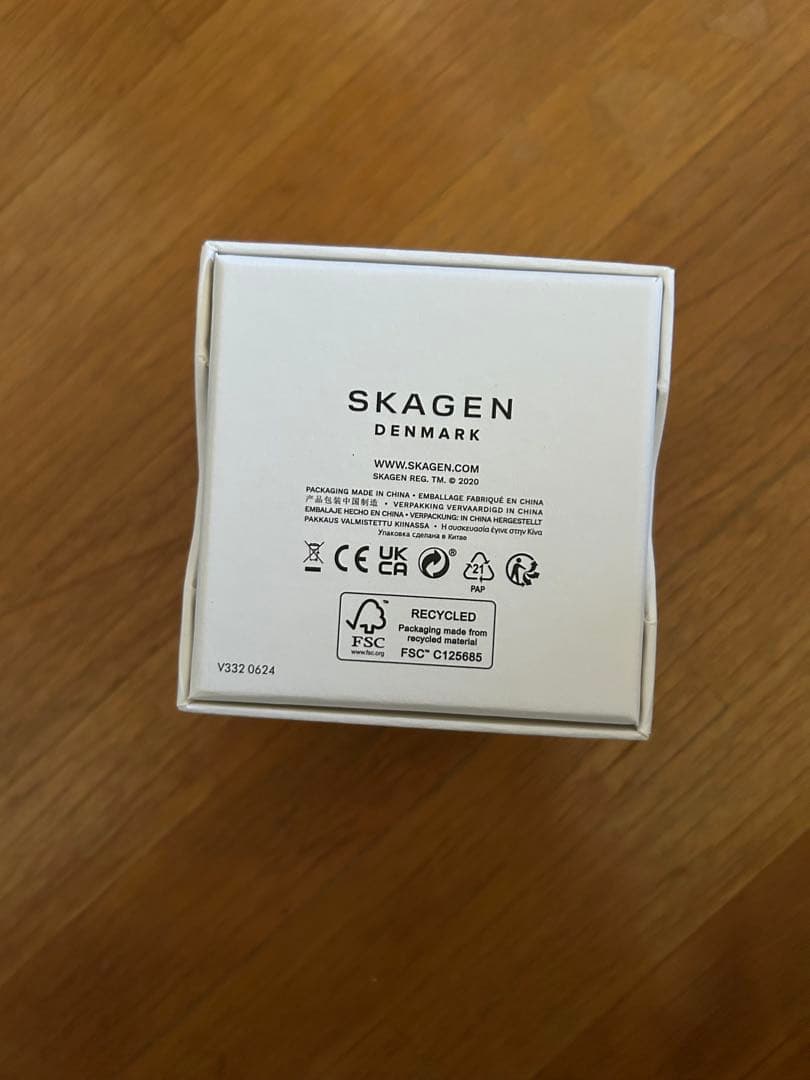 SKAGEN
DENMARK
WWW.SKAGEN.COM
SKAGEN REG. TM. © 2020
PACKAGING MADE IN CHINA • EMBALLAGE FABRIQUÉ EN CHINA
产品包装中国制造 • VERPAKKING VERVAARDIGD IN CHINA
EMBALAJE HECHO EN CHINA • VERPACKUNG: IN CHINA HERGESTELLT
PAKKAUS VALMISTETTU KIINASSA • Η συσκευασία έγινε στην Κίνα
Упаковка сделана в Китае
CE UK CA ® 21
PAP
FSC™
www.fsc.org
RECYCLED
Packaging made from
recycled material
FSC™ C125685
V332 0624